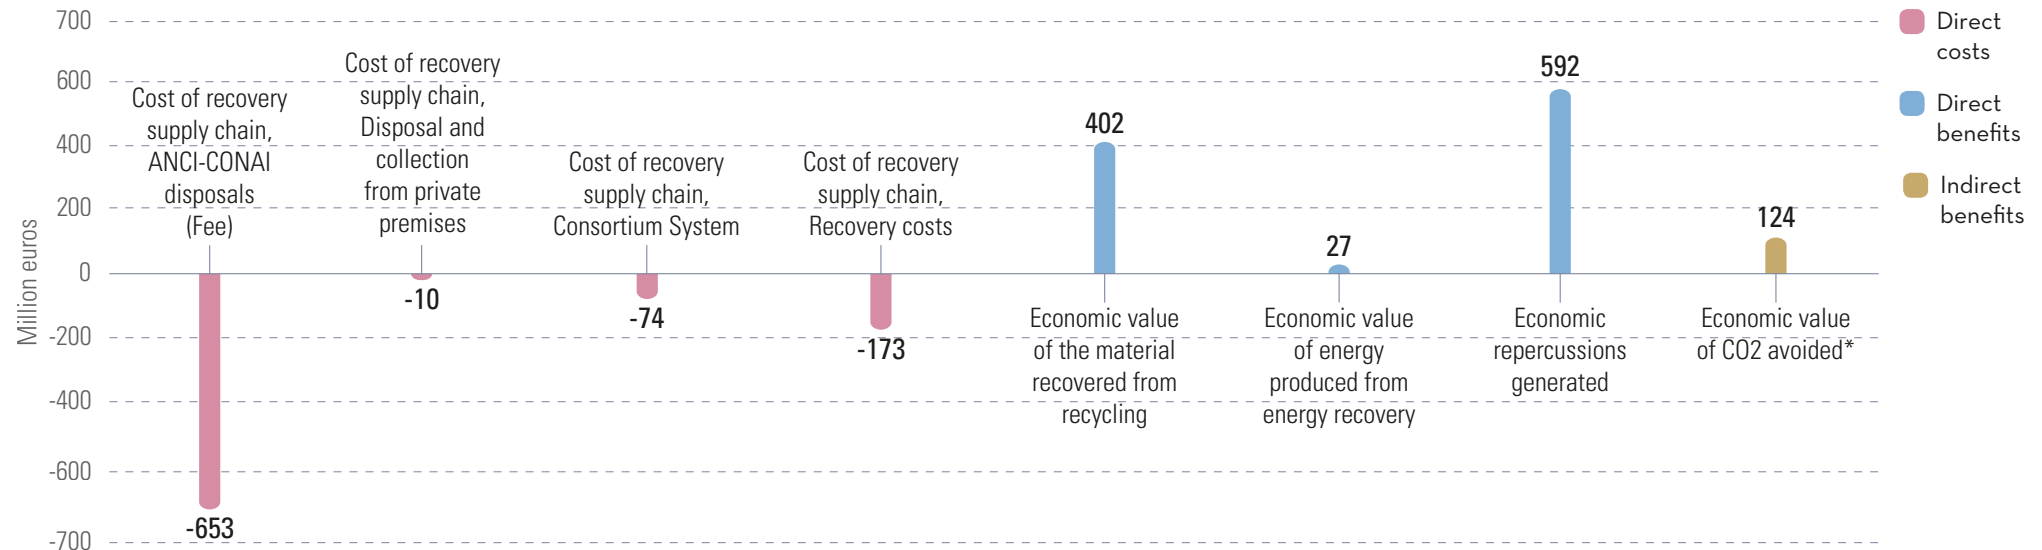 700
600
400
200
0
-200
-400
-600
-700
Million euros
Cost of recovery
supply chain,
ANCI-CONAI
disposals
(Fee)
-653
Cost of recovery
supply chain,
Disposal and
collection
from private
premises
-10
Cost of recovery
supply chain,
Consortium System
-74
Cost of recovery
supply chain,
Recovery costs
-173
402
Economic value
of the material
recovered from
recycling
27
Economic value
of energy
produced from
energy recovery
592
Economic
repercussions
generated
124
Economic value
of CO2 avoided*
Direct
costs
Direct
benefits
Indirect
benefits